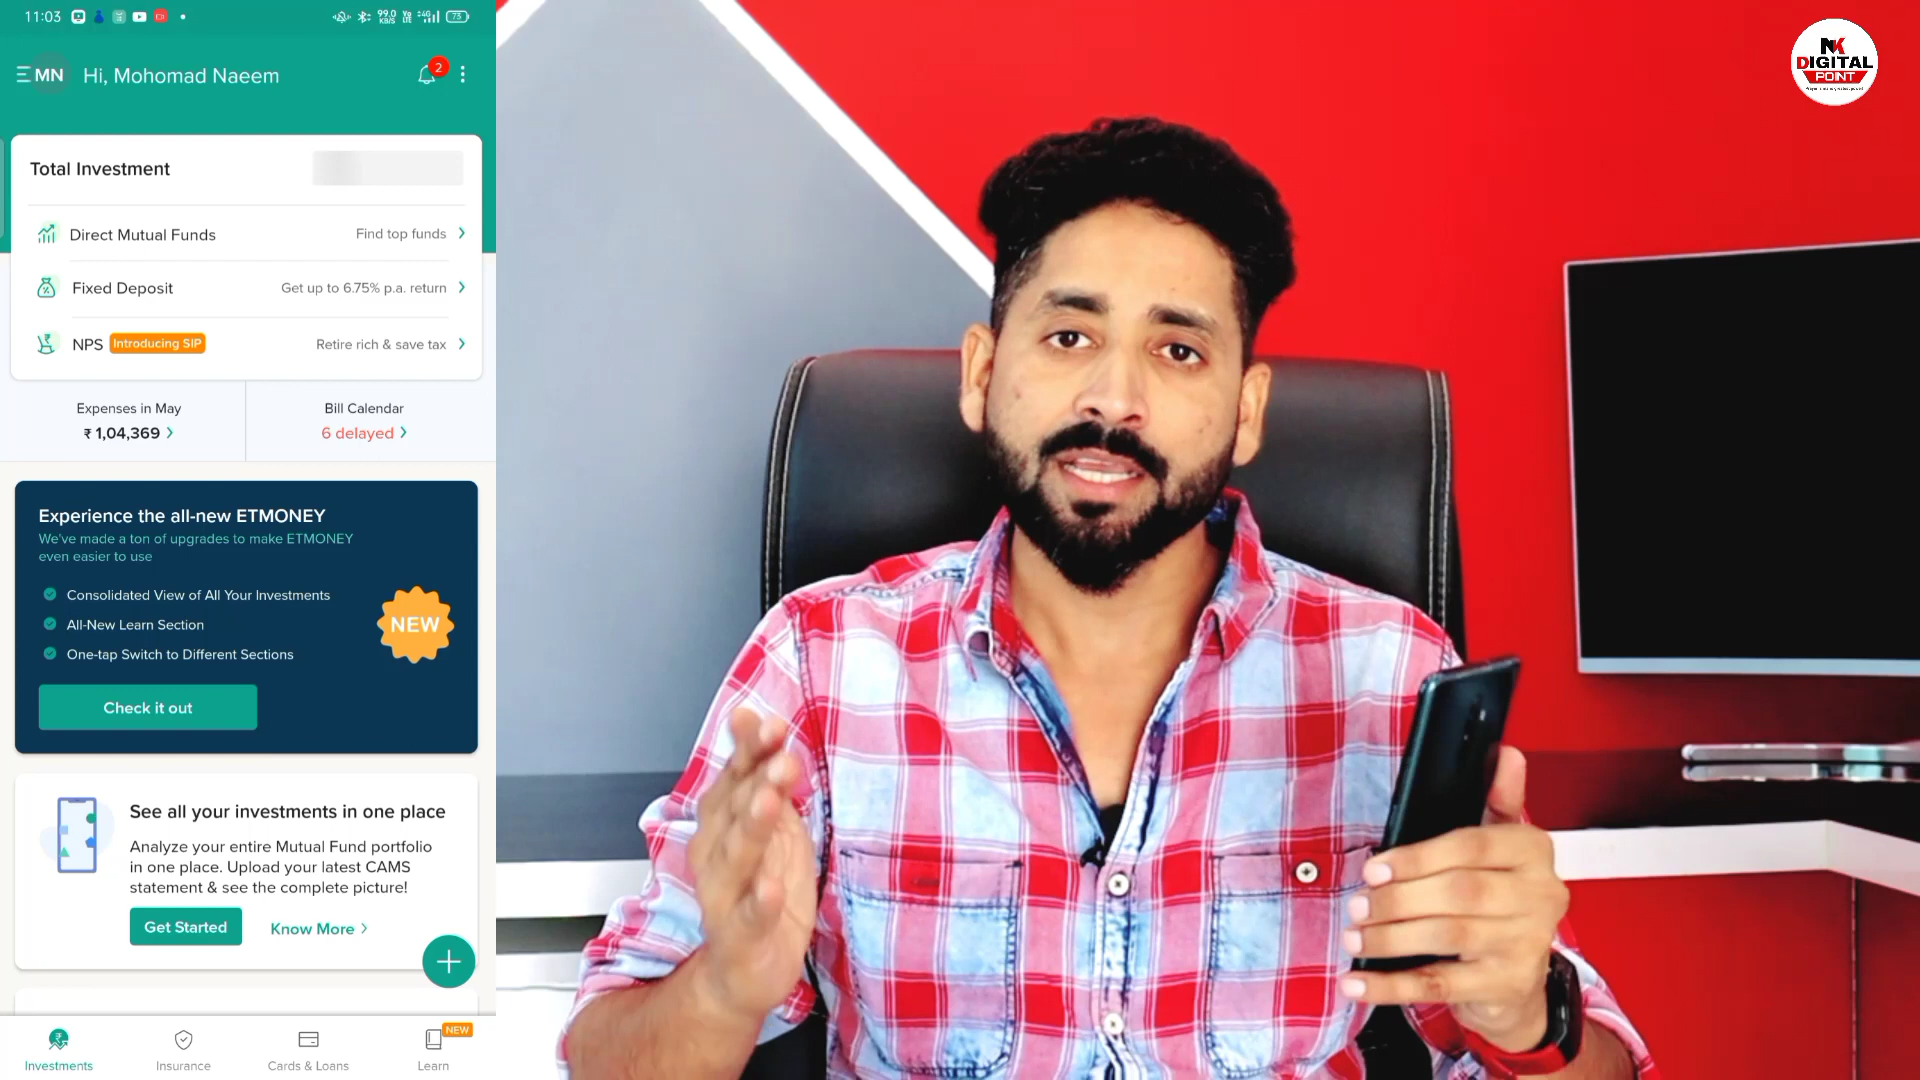 11:03
99.0 KB/S
4G
73
MN
Hi, Mohomad Naeem
2
Total Investment
Direct Mutual Funds
Find top funds
Fixed Deposit
Get up to 6.75% p.a. return
NPS
Introducing SIP
Retire rich & save tax
Expenses in May
₹ 1,04,369
Bill Calendar
6 delayed
Experience the all-new ETMONEY
We've made a ton of upgrades to make ETMONEY
even easier to use
Consolidated View of All Your Investments
All-New Learn Section
One-tap Switch to Different Sections
NEW
Check it out
See all your investments in one place
Analyze your entire Mutual Fund portfolio
in one place. Upload your latest CAMS
statement & see the complete picture!
Get Started
Know More
Investments
Insurance
Cards & Loans
NEW
Learn
NK
DIGITAL
POINT